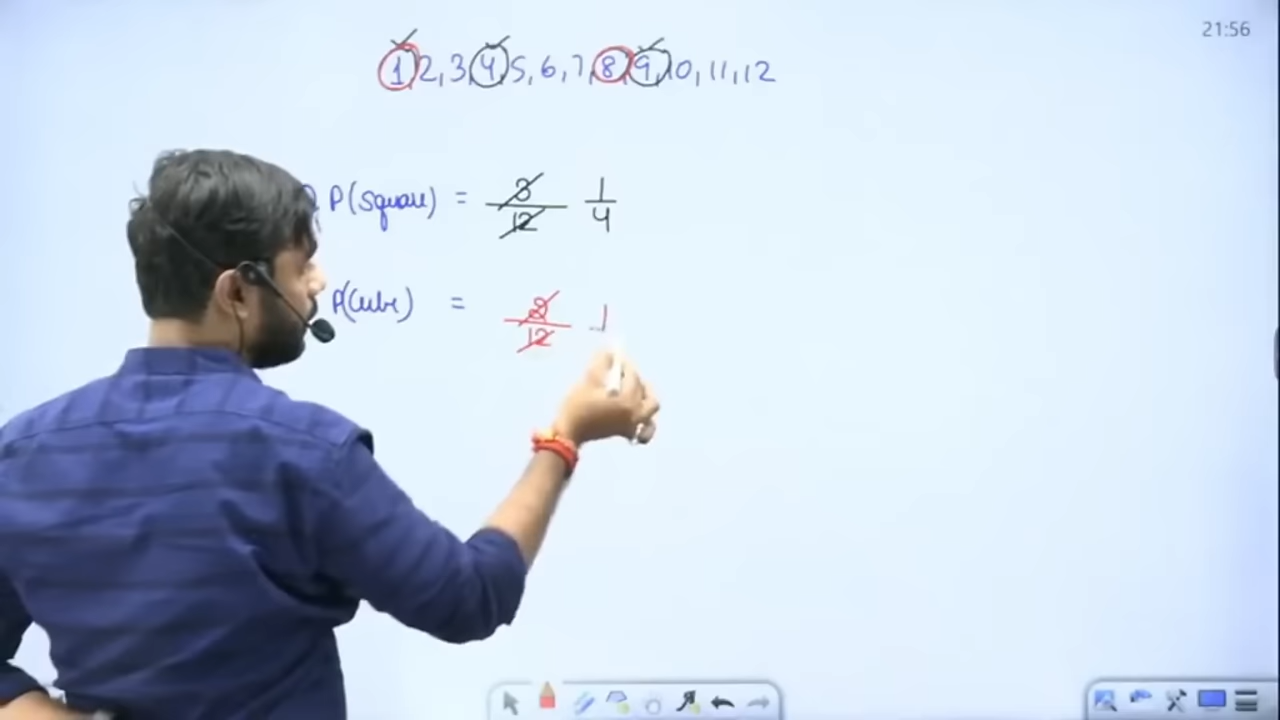 21:56
1, 2, 3, 4, 5, 6, 7, 8, 9, 10, 11, 12
P(Square) = 3/12 1/4
P(Cube) = 2/12 1